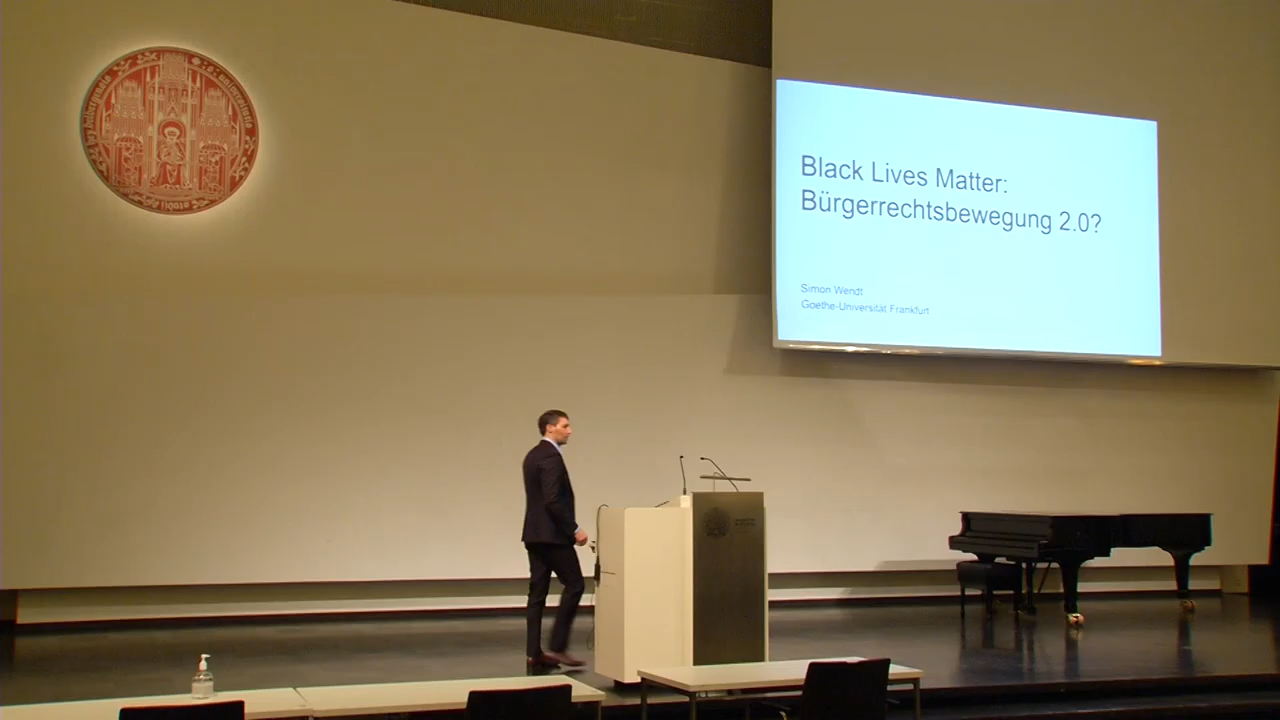 Black Lives Matter:
Bürgerrechtsbewegung 2.0?
Simon Wendt
Goethe-Universität Frankfurt